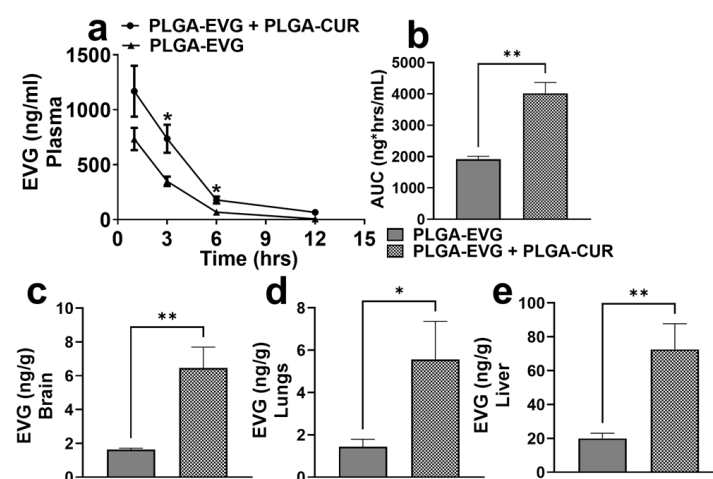 a
PLGA-EVG + PLGA-CUR
PLGA-EVG
EVG (ng/ml)
Plasma
1500
1000
500
0
*
*
0 3 6 9 12 15
Time (hrs)
b
**
AUC (ng*hrs/mL)
5000
4000
3000
2000
1000
0
PLGA-EVG
PLGA-EVG + PLGA-CUR
c
**
EVG (ng/g)
Brain
10
8
6
4
2
0
d
*
EVG (ng/g)
Lungs
8
6
4
2
0
e
**
EVG (ng/g)
Liver
100
80
60
40
20
0